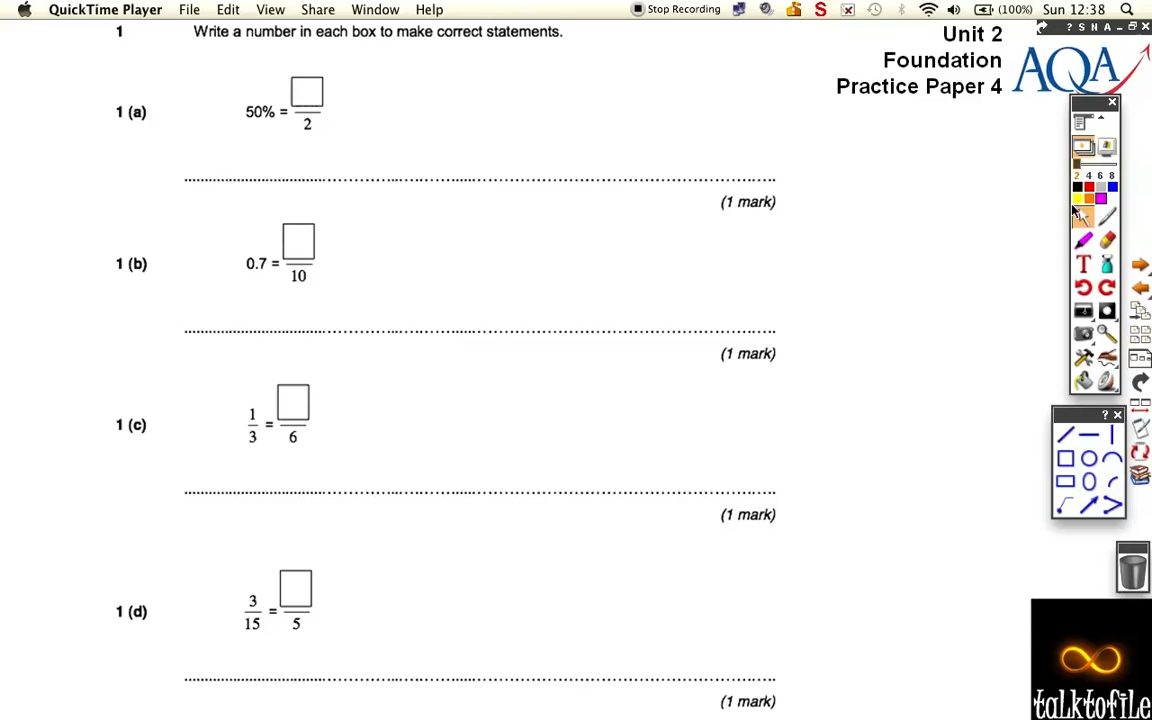 QuickTime Player File Edit View Share Window Help Stop Recording S (100%) Sun 12:38
1 Write a number in each box to make correct statements.
Unit 2
Foundation
Practice Paper 4
AQA
? S N A
1 (a) 50% = 
2
(1 mark)
1 (b) 0.7 = 
10
(1 mark)
1 (c) 1 = 
3 6
(1 mark)
1 (d) 3 = 
15 5
(1 mark)
2 4 6 8
T
?
talktofile